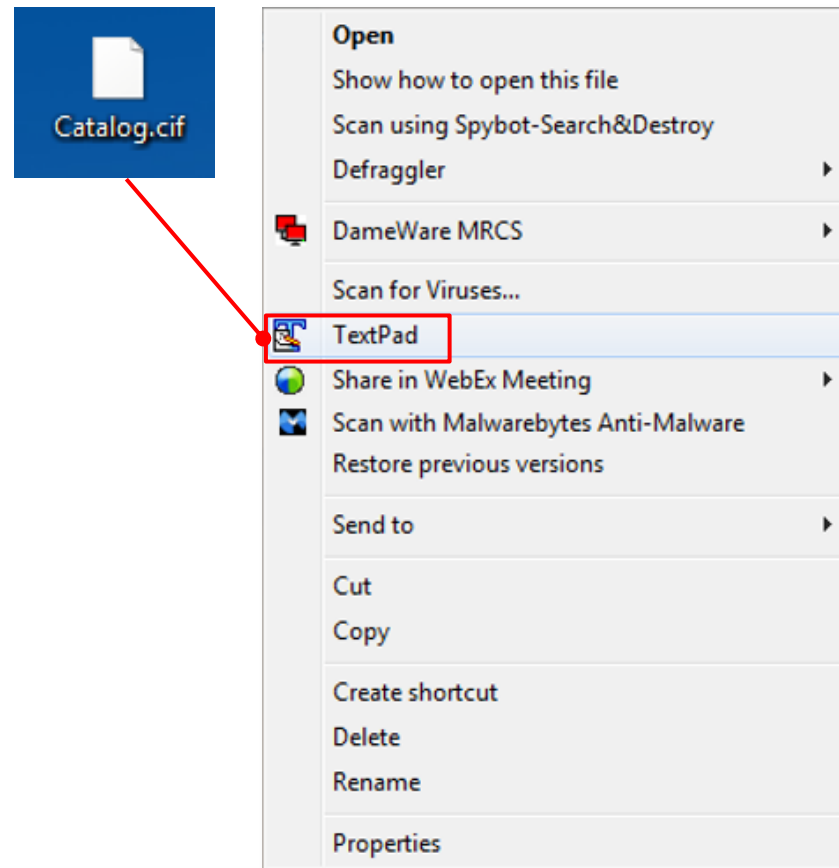 Catalog.cif
Open
Show how to open this file
Scan using Spybot-Search&Destroy
Defraggler
DameWare MRCS
Scan for Viruses...
TextPad
Share in WebEx Meeting
Scan with Malwarebytes Anti-Malware
Restore previous versions
Send to
Cut
Copy
Create shortcut
Delete
Rename
Properties